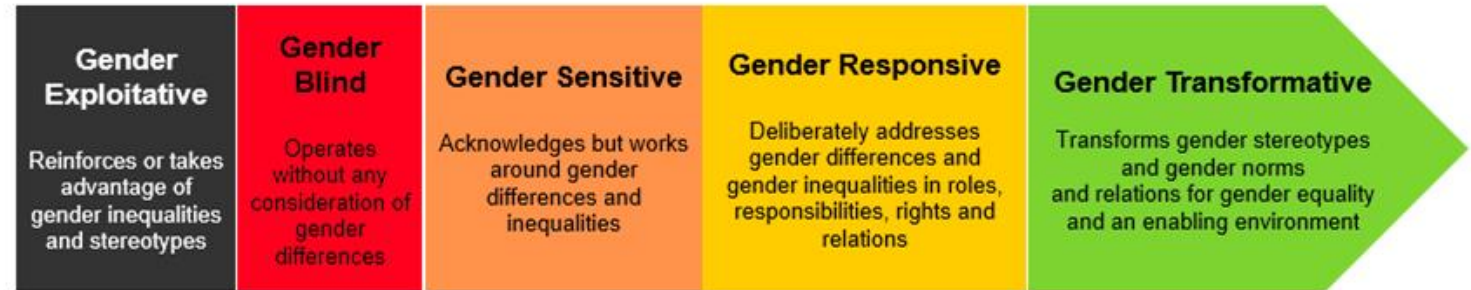 Gender
Exploitative
Reinforces or takes
advantage of
gender inequalities
and stereotypes
Gender
Blind
Operates
without any
consideration of
gender
differences
Gender Sensitive
Acknowledges but works
around gender
differences and
inequalities
Gender Responsive
Deliberately addresses
gender differences and
gender inequalities in roles,
responsibilities, rights and
relations
Gender Transformative
Transforms gender stereotypes
and gender norms
and relations for gender equality
and an enabling environment